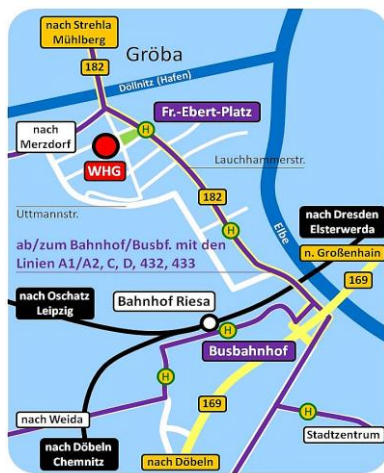 nach Strehla
Mühlberg
Gröba
182
Döllnitz (Hafen)
Fr.-Ebert-Platz
H
nach
Merzdorf
WHG
Lauchhammerstr.
Uttmannstr.
182
H
nach Dresden
Elsterwerda
Elbe
n. Großenhain
ab/zum Bahnhof/Busbf. mit den
Linien A1/A2, C, D, 432, 433
169
nach Oschatz
Leipzig
Bahnhof Riesa
H
Busbahnhof
H
169
nach Weida
H
Stadtzentrum
nach Döbeln
Chemnitz
nach Döbeln